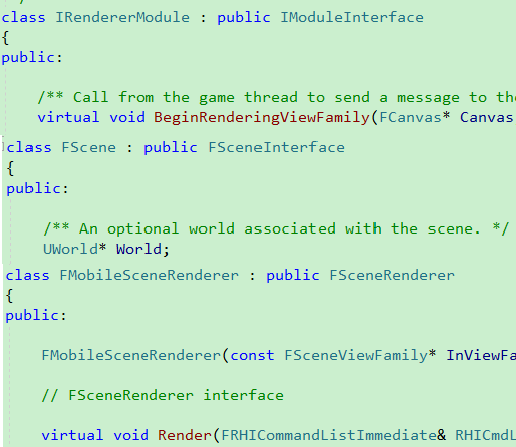 class IRendererModule : public IModuleInterface
{
public:
/** Call from the game thread to send a message to the
virtual void BeginRenderingViewFamily(FCanvas* Canvas
class FScene : public FSceneInterface
{
public:
/** An optional world associated with the scene. */
UWorld* World;
class FMobileSceneRenderer : public FSceneRenderer
{
public:
FMobileSceneRenderer(const FSceneViewFamily* InViewFa
// FSceneRenderer interface
virtual void Render(FRHICommandListImmediate& RHICmdL